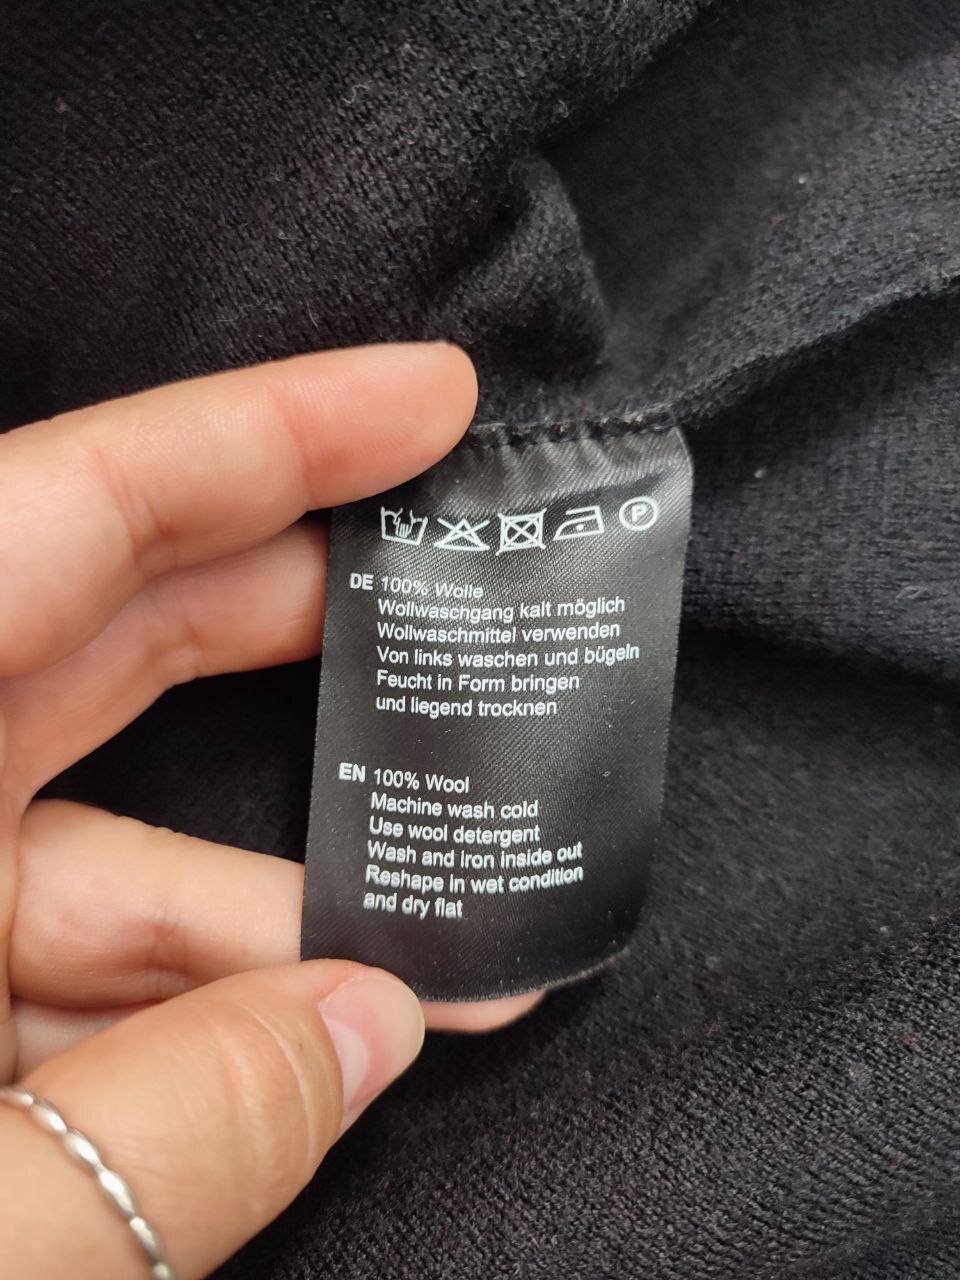 P
DE 100% Wolle
Wollwaschgang kalt möglich
Wollwaschmittel verwenden
Von links waschen und bügeln
Feucht in Form bringen
und liegend trocknen
EN 100% Wool
Machine wash cold
Use wool detergent
Wash and iron inside out
Reshape in wet condition
and dry flat